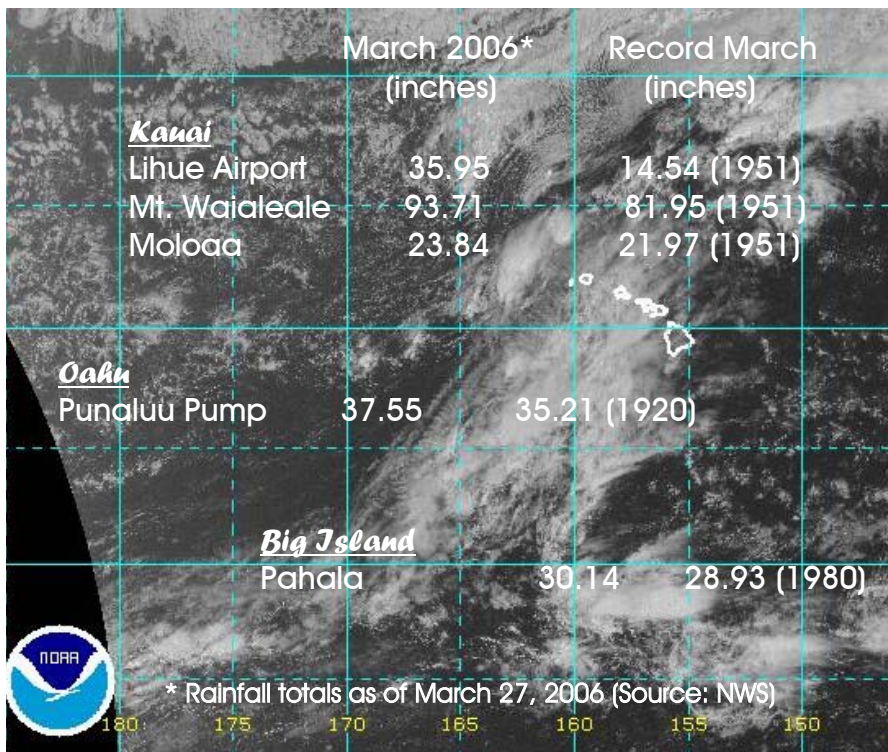 March 2006* Record March
(inches) (inches)
Kauai
Lihue Airport 35.95 14.54 (1951)
Mt. Waialeale 93.71 81.95 (1951)
Moloaa 23.84 21.97 (1951)
Oahu
Punaluu Pump 37.55 35.21 (1920)
Big Island
Pahala 30.14 28.93 (1980)
NOAA
* Rainfall totals as of March 27, 2006 (Source: NWS)
180 175 170 165 160 155 150